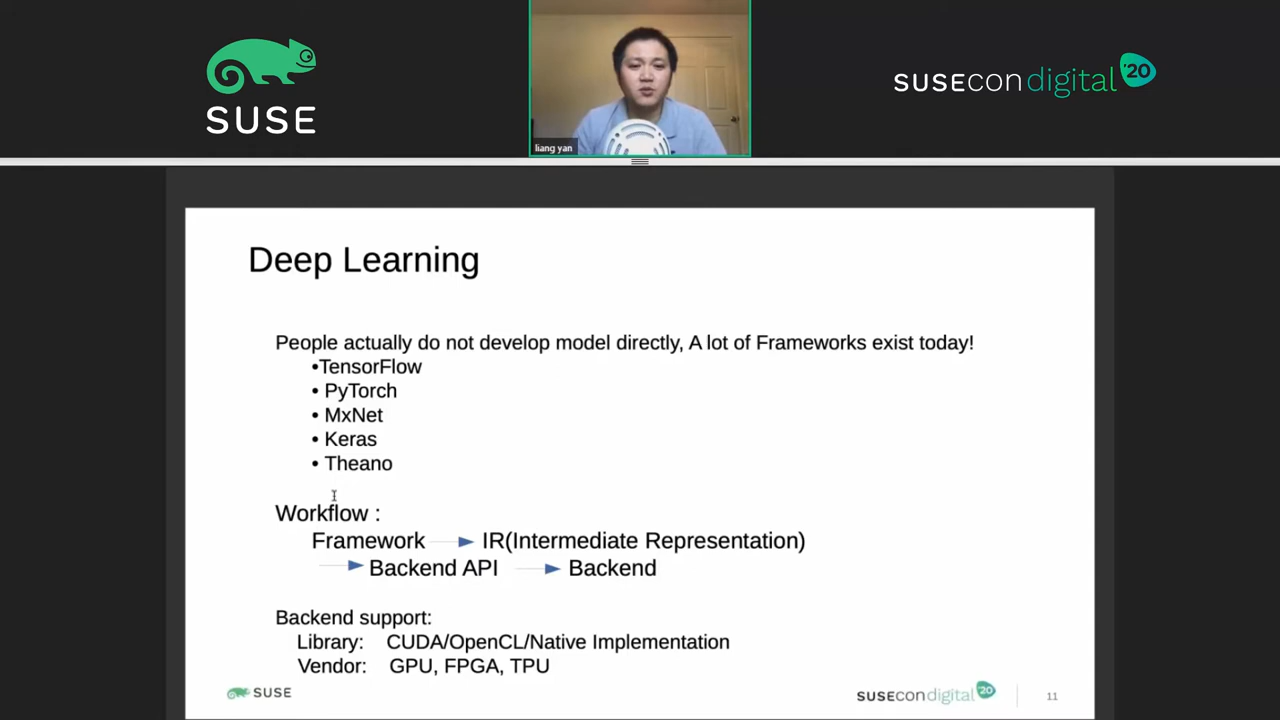 SUSE
liang yan
SUSEcon digital '20
Deep Learning
People actually do not develop model directly, A lot of Frameworks exist today!
•TensorFlow
• PyTorch
• MxNet
• Keras
• Theano
Workflow :
Framework IR(Intermediate Representation)
Backend API Backend
Backend support:
Library: CUDA/OpenCL/Native Implementation
Vendor: GPU, FPGA, TPU
SUSE
SUSEcon digital '20
11